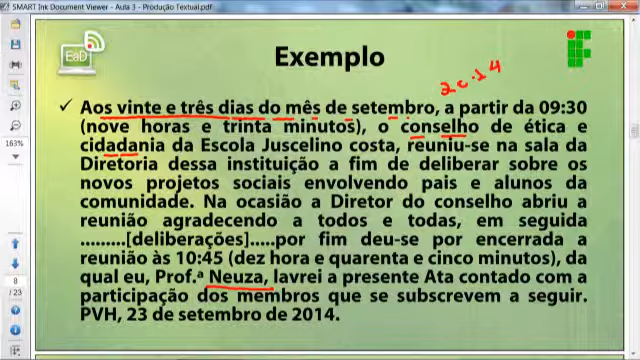 SMART Ink Document Viewer - Aula 3 - Produção Textual.pdf
EaD
Exemplo
2014
✓ Aos vinte e três dias do mês de setembro, a partir da 09:30
(nove horas e trinta minutos), o conselho de ética e
cidadania da Escola Juscelino costa, reuniu-se na sala da
Diretoria dessa instituição a fim de deliberar sobre os
novos projetos sociais envolvendo pais e alunos da
comunidade. Na ocasião a Diretor do conselho abriu a
reunião agradecendo a todos e todas, em seguida
.........[deliberações].....por fim deu-se por encerrada a
reunião às 10:45 (dez hora e quarenta e cinco minutos), da
qual eu, Prof.ª Neuza, lavrei a presente Ata contado com a
participação dos membros que se subscrevem a seguir.
PVH, 23 de setembro de 2014.
163%
8
/ 23